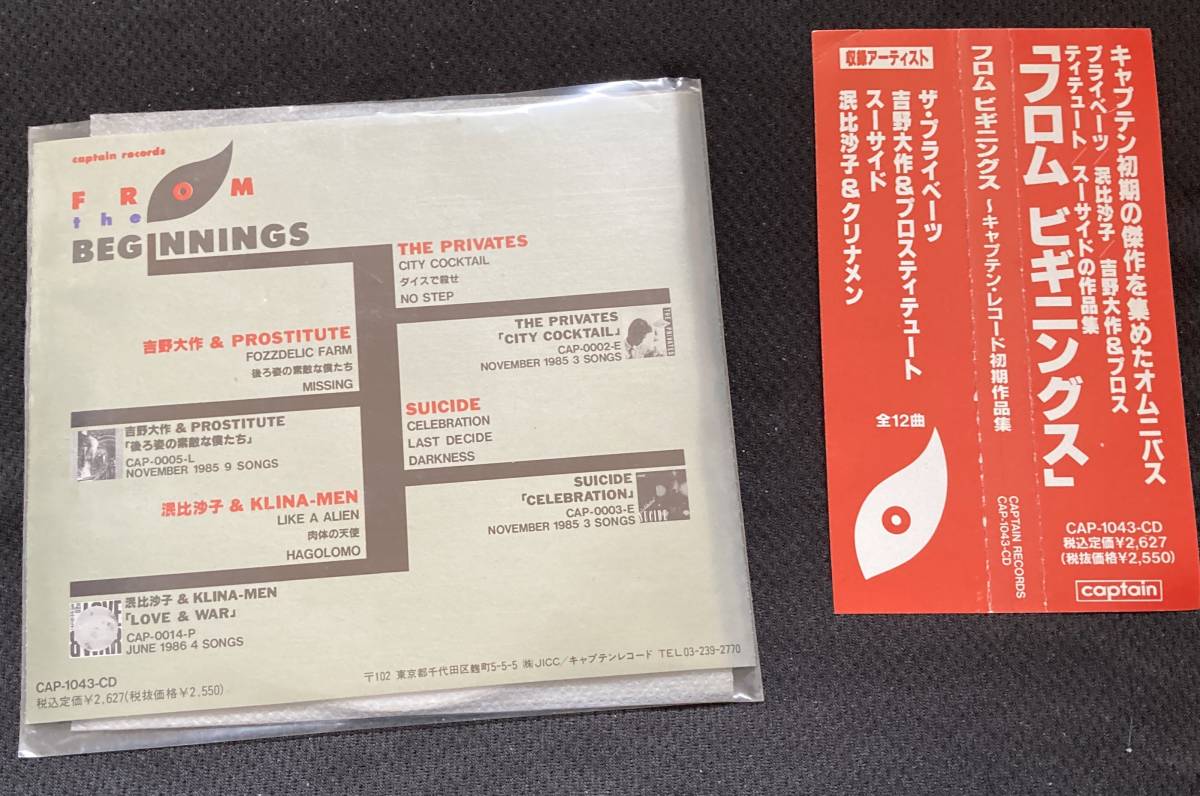 captain records
FROM
the
BEGINNINGS
THE PRIVATES
CITY COCKTAIL
ダイスで殺せ
NO STEP
THE PRIVATES
「CITY COCKTAIL」
CAP-0002-E
NOVEMBER 1985 3 SONGS
吉野大作 & PROSTITUTE
FOZZDELIC FARM
後ろ姿の素敵な僕たち
MISSING
吉野大作 & PROSTITUTE
「後ろ姿の素敵な僕たち」
CAP-0005-L
NOVEMBER 1985 9 SONGS
SUICIDE
CELEBRATION
LAST DECIDE
DARKNESS
SUICIDE
「CELEBRATION」
CAP-0003-E
NOVEMBER 1985 3 SONGS
SUICIDE
泯比沙子 & KLINA-MEN
LIKE A ALIEN
肉体の天使
HAGOLOMO
泯比沙子 & KLINA-MEN
「LOVE & WAR」
CAP-0014-P
JUNE 1986 4 SONGS
CAP-1043-CD
税込定価¥2,627(税抜価格¥2,550)
〒102 東京都千代田区麹町5-5-5 ㈱JICC/キャプテンレコード TEL03-239-2770
キャプテン初期の傑作を集めたオムニバス
プライベーツ/泯比沙子/吉野大作&プロス
ティテュート/スーサイドの作品集
「フロム ビギニングス」
CAP-1043-CD
税込定価¥2,627
(税抜価格¥2,550)
captain
フロム ビギニングス 〜キャプテン・レコード初期作品集
CAPTAIN RECORDS
CAP-1043-CD
収録アーティスト
ザ・プライベーツ
吉野大作&プロスティテュート
スーサイド
泯比沙子&クリナメン
全12曲